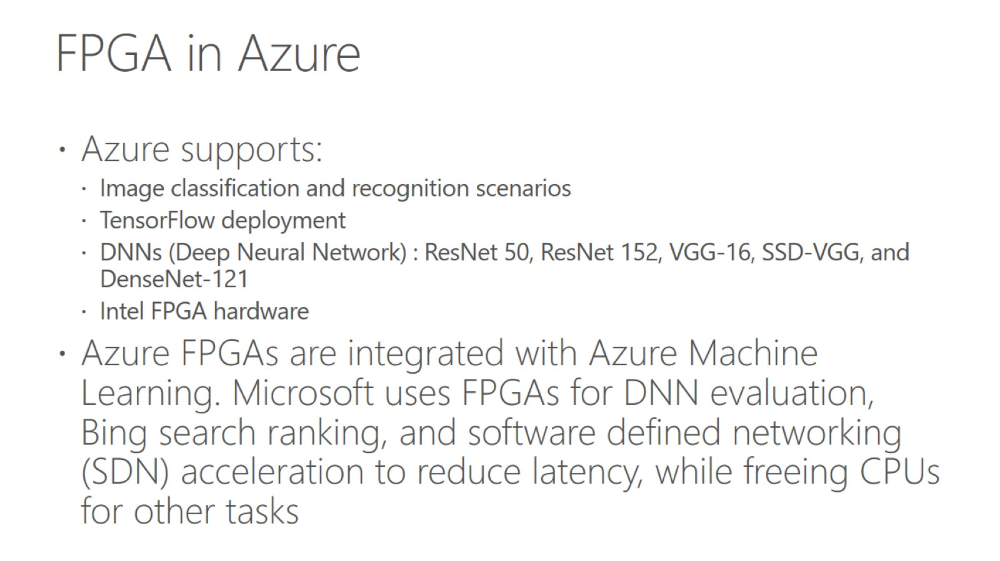 FPGA in Azure
• Azure supports:
• Image classification and recognition scenarios
• TensorFlow deployment
• DNNs (Deep Neural Network) : ResNet 50, ResNet 152, VGG-16, SSD-VGG, and
DenseNet-121
• Intel FPGA hardware
• Azure FPGAs are integrated with Azure Machine
Learning. Microsoft uses FPGAs for DNN evaluation,
Bing search ranking, and software defined networking
(SDN) acceleration to reduce latency, while freeing CPUs
for other tasks